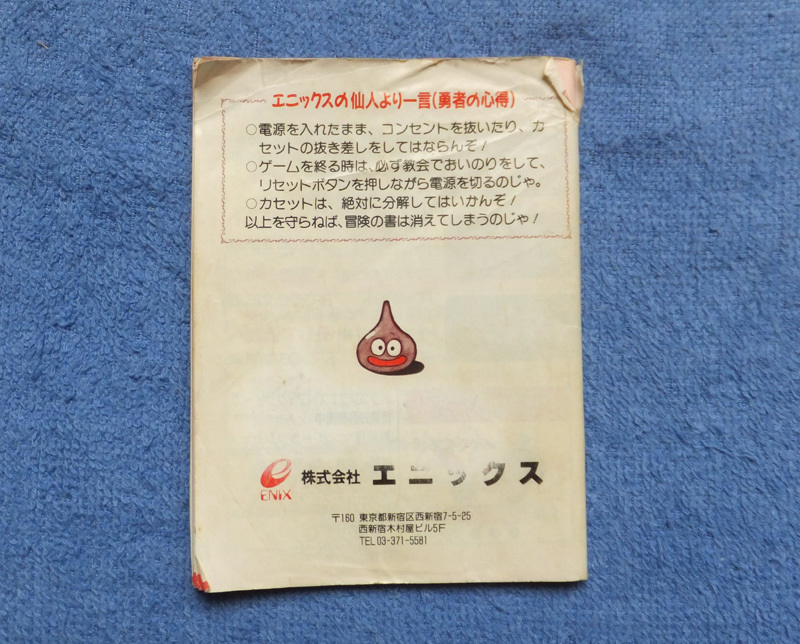 エニックスの仙人より一言(勇者の心得)
○電源を入れたまま、コンセントを抜いたり、カ
セットの抜き差しをしてはならんぞ!
○ゲームを終る時は、必ず教会でおいのりをして、
リセットボタンを押しながら電源を切るのじゃ。
○カセットは、絶対に分解してはいかんぞ!
以上を守らねば、冒険の書は消えてしまうのじゃ!
ENIX
株式会社 エニックス
〒160 東京都新宿区西新宿7-5-25
西新宿木村屋ビル5F
TEL 03-371-5581